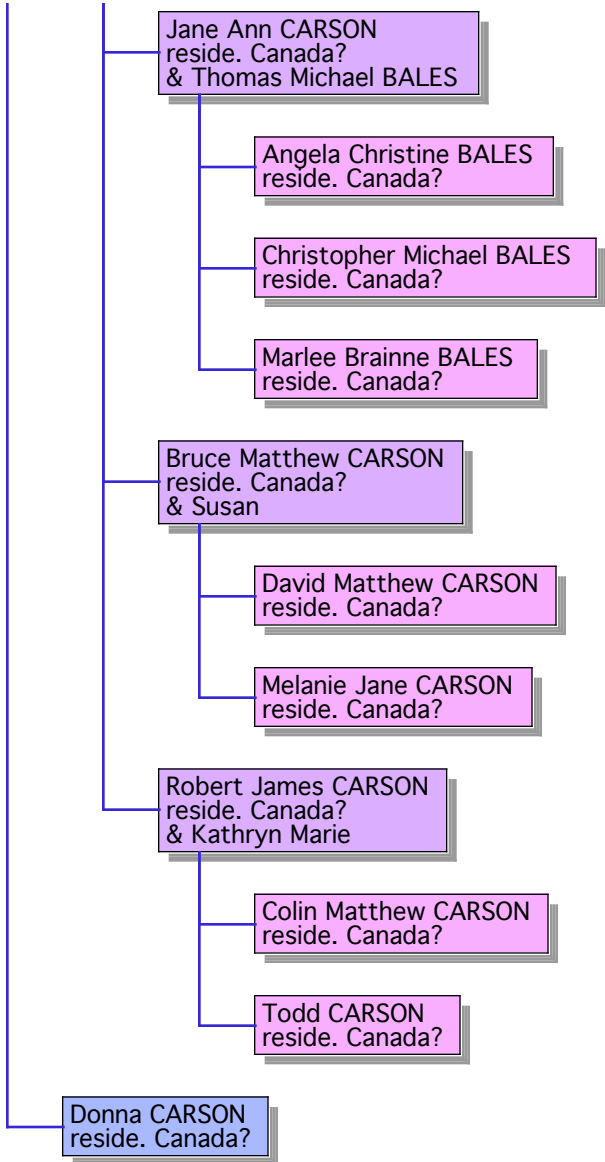 Jane Ann CARSON
reside. Canada?
& Thomas Michael BALES
Angela Christine BALES
reside. Canada?
Christopher Michael BALES
reside. Canada?
Marlee Brainne BALES
reside. Canada?
Bruce Matthew CARSON
reside. Canada?
& Susan
David Matthew CARSON
reside. Canada?
Melanie Jane CARSON
reside. Canada?
Robert James CARSON
reside. Canada?
& Kathryn Marie
Colin Matthew CARSON
reside. Canada?
Todd CARSON
reside. Canada?
Donna CARSON
reside. Canada?